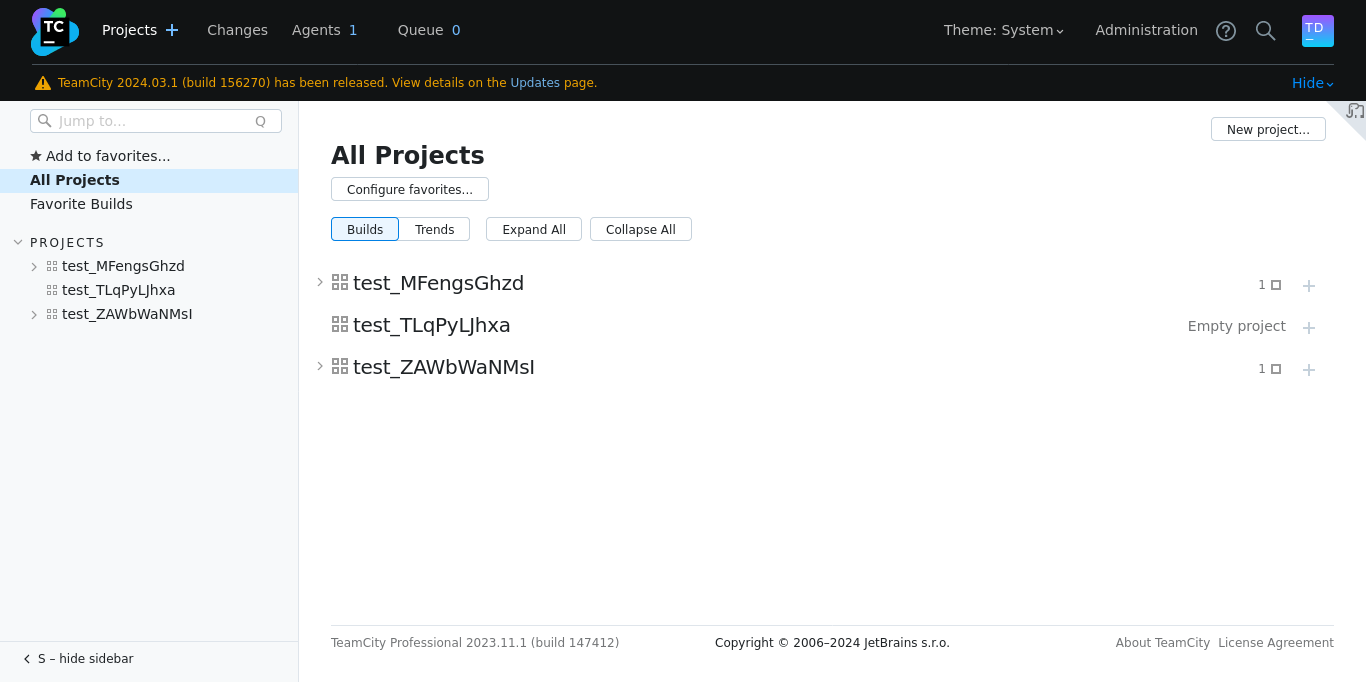 TC
Projects Changes Agents 1 Queue 0 Theme: System Administration TD
TeamCity 2024.03.1 (build 156270) has been released. View details on the Updates page. Hide
Jump to... Q
Add to favorites...
All Projects
Favorite Builds
PROJECTS
test_MFengsGhzd
test_TLqPyLJhxa
test_ZAWbWaNMsI
S – hide sidebar
New project...
All Projects
Configure favorites...
Builds Trends Expand All Collapse All
test_MFengsGhzd 1
test_TLqPyLJhxa Empty project
test_ZAWbWaNMsI 1
TeamCity Professional 2023.11.1 (build 147412) Copyright © 2006–2024 JetBrains s.r.o. About TeamCity License Agreement